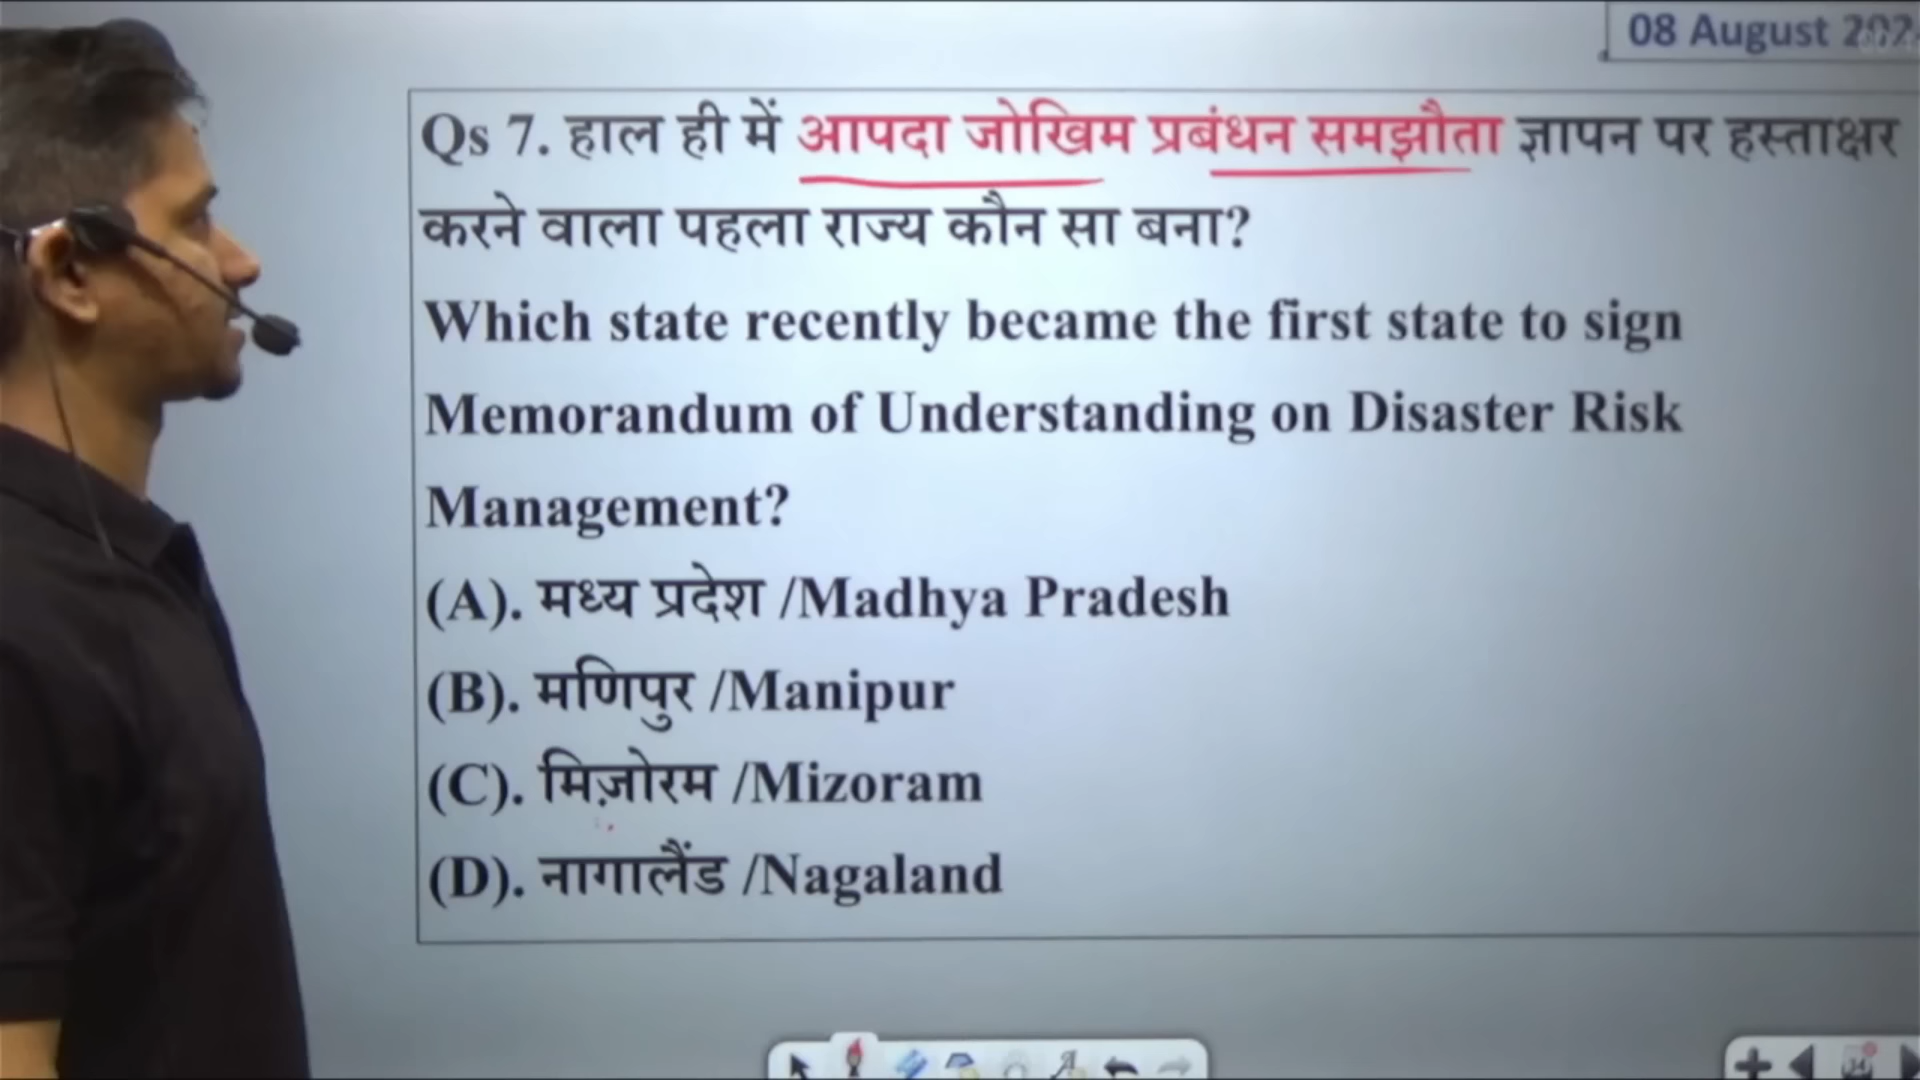 08 August
Qs 7. हाल ही में आपदा जोखिम प्रबंधन समझौता ज्ञापन पर हस्ताक्षर
करने वाला पहला राज्य कौन सा बना?
Which state recently became the first state to sign
Memorandum of Understanding on Disaster Risk
Management?
(A). मध्य प्रदेश /Madhya Pradesh
(B). मणिपुर /Manipur
(C). मिज़ोरम /Mizoram
(D). नागालैंड /Nagaland